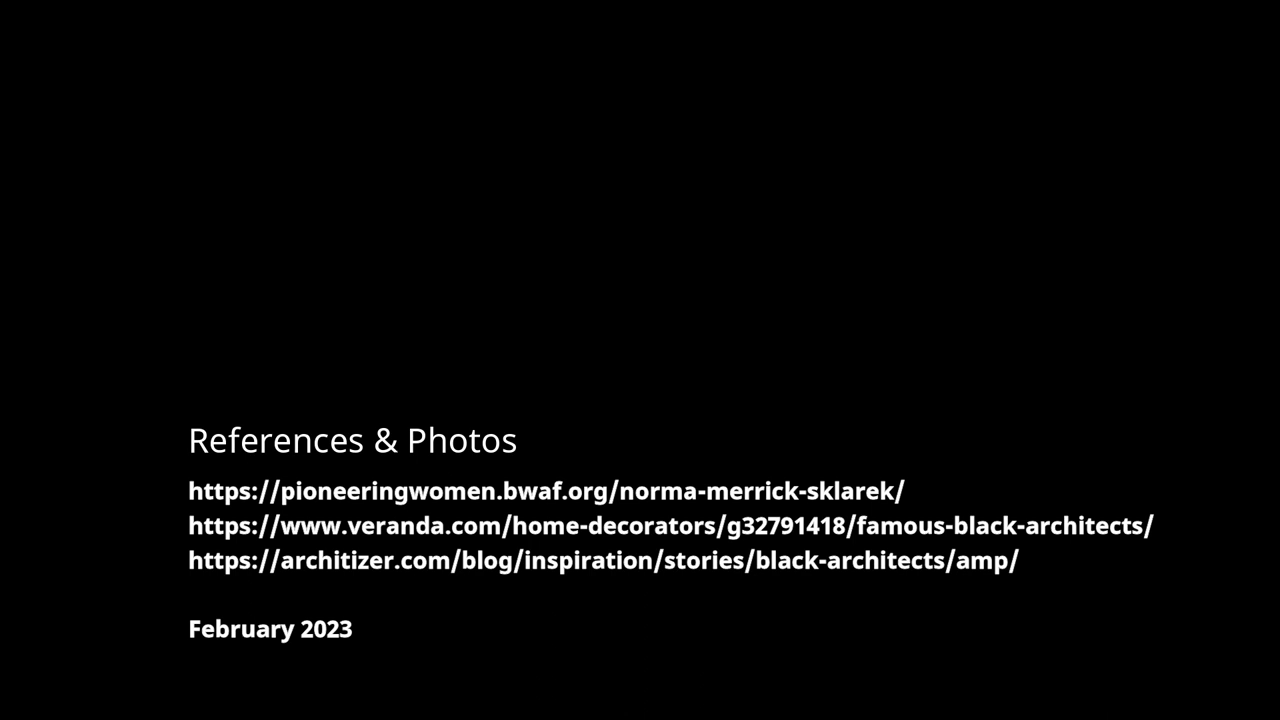 References & Photos
https://pioneeringwomen.bwaf.org/norma-merrick-sklarek/
https://www.veranda.com/home-decorators/g32791418/famous-black-architects/
https://architizer.com/blog/inspiration/stories/black-architects/amp/
February 2023